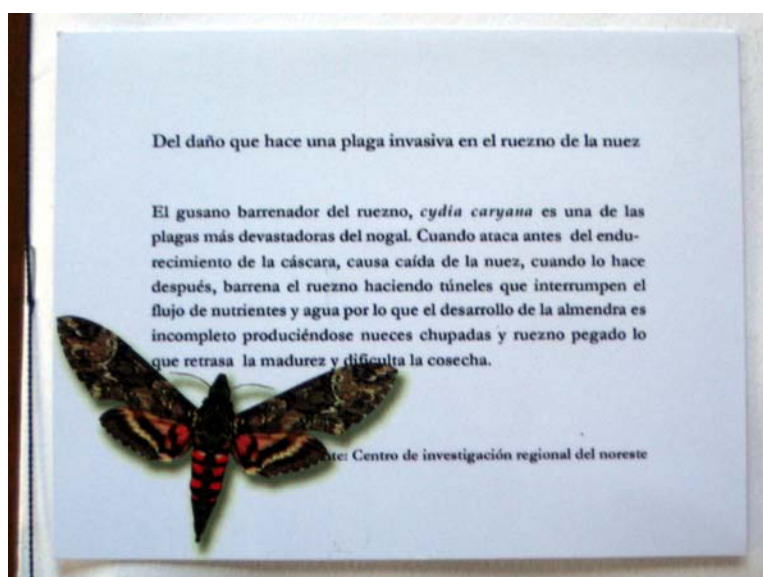 Del daño que hace una plaga invasiva en el ruezno de la nuez
El gusano barrenador del ruezno, cydia caryana es una de las
plagas más devastadoras del nogal. Cuando ataca antes del endu-
recimiento de la cáscara, causa caída de la nuez, cuando lo hace
después, barrena el ruezno haciendo túneles que interrumpen el
flujo de nutrientes y agua por lo que el desarrollo de la almendra es
incompleto produciéndose nueces chupadas y ruezno pegado lo
que retrasa la madurez y dificulta la cosecha.
Centro de investigación regional del noreste